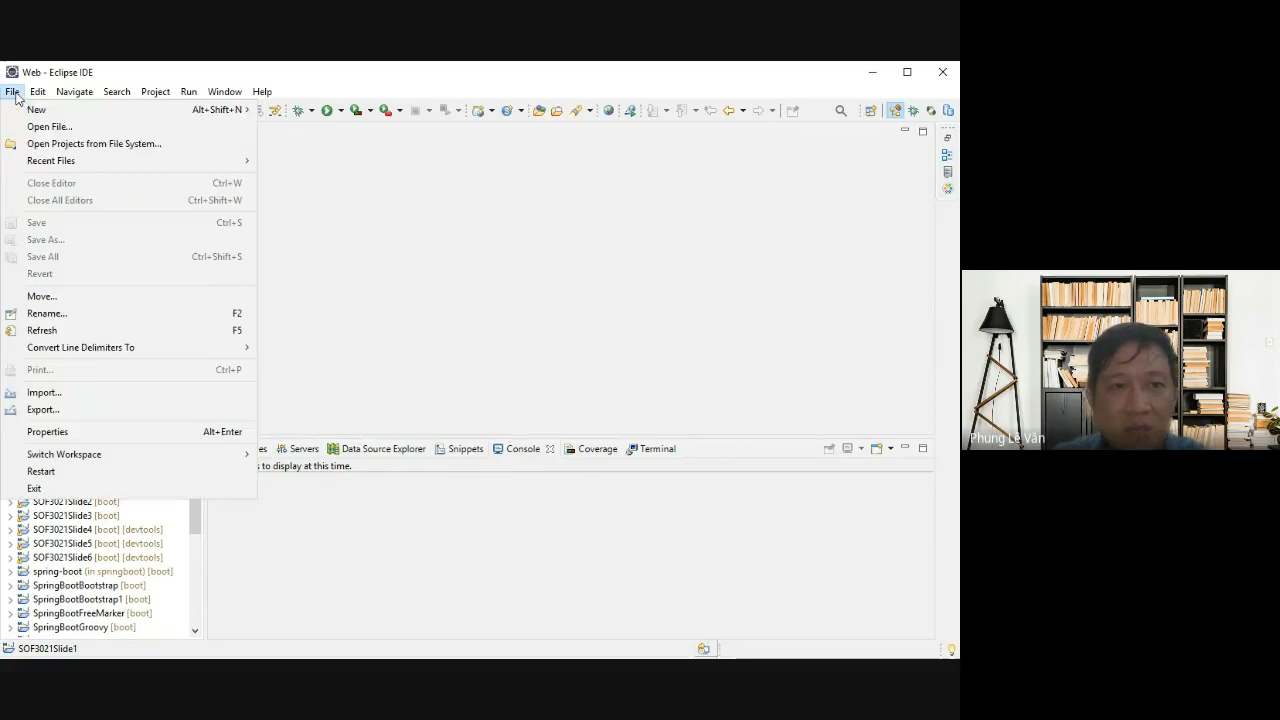 Web - Eclipse IDE
File Edit Navigate Search Project Run Window Help
New Alt+Shift+N
Open File...
Open Projects from File System...
Recent Files
Close Editor Ctrl+W
Close All Editors Ctrl+Shift+W
Save Ctrl+S
Save As...
Save All Ctrl+Shift+S
Revert
Move...
Rename... F2
Refresh F5
Convert Line Delimiters To
Print... Ctrl+P
Import...
Export...
Properties Alt+Enter
Switch Workspace
Restart
Exit
es Servers Data Source Explorer Snippets Console Coverage Terminal
s to display at this time.
SOF3021Slide2 [boot]
SOF3021Slide3 [boot]
SOF3021Slide4 [boot] [devtools]
SOF3021Slide5 [boot] [devtools]
SOF3021Slide6 [boot] [devtools]
spring-boot (in springboot) [boot]
SpringBootBootstrap [boot]
SpringBootBootstrap1 [boot]
SpringBootFreeMarker [boot]
SpringBootGroovy [boot]
SOF3021Slide1
Phung Lê Văn